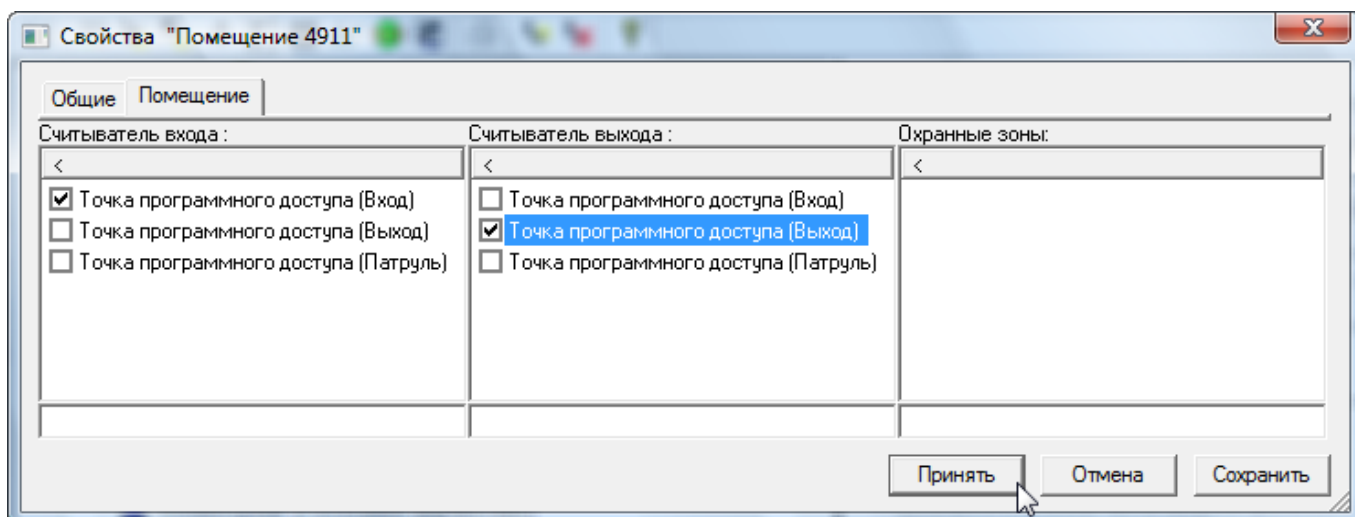 Свойства "Помещение 4911"
Общие Помещение
Считыватель входа : Считыватель выхода : Охранные зоны:
< < <
Точка программного доступа (Вход) Точка программного доступа (Вход)
Точка программного доступа (Выход) Точка программного доступа (Выход)
Точка программного доступа (Патруль) Точка программного доступа (Патруль)
Принять Отмена Сохранить